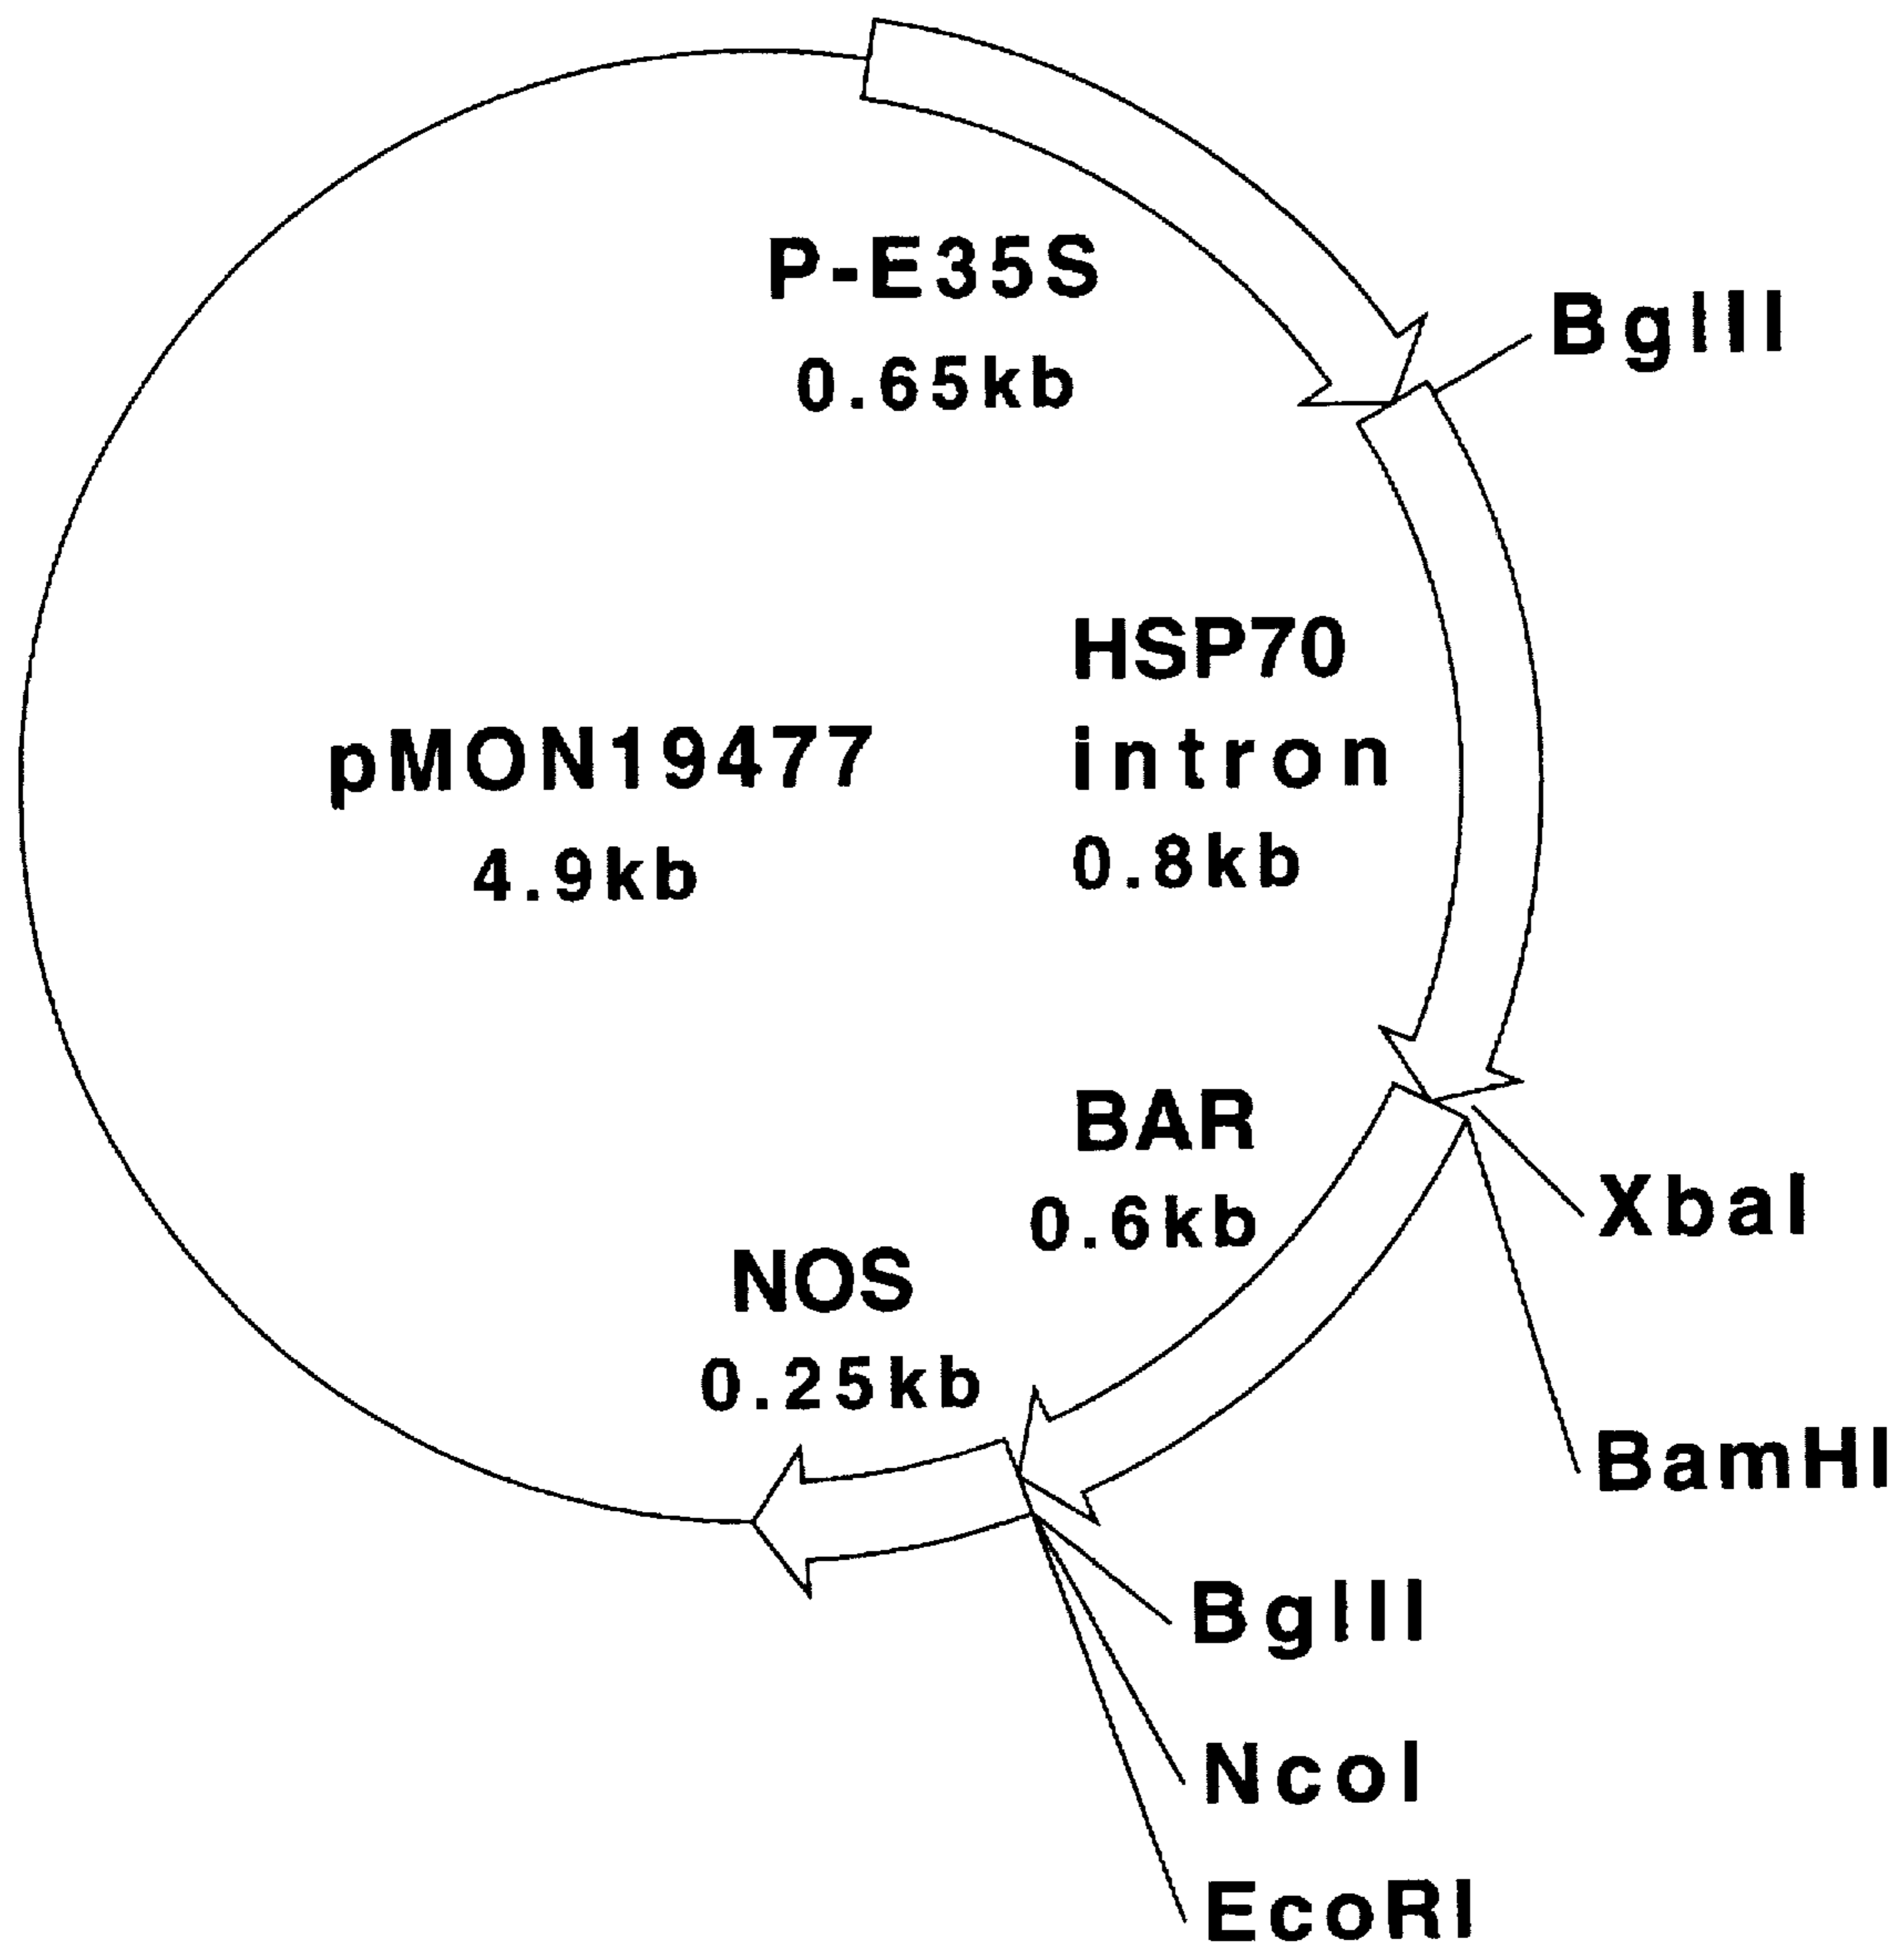 P-E35S
0.65kb
BglII
HSP70
intron
0.8kb
pMON19477
4.9kb
BAR
0.6kb
XbaI
NOS
0.25kb
BamHI
BglII
NcoI
EcoRI